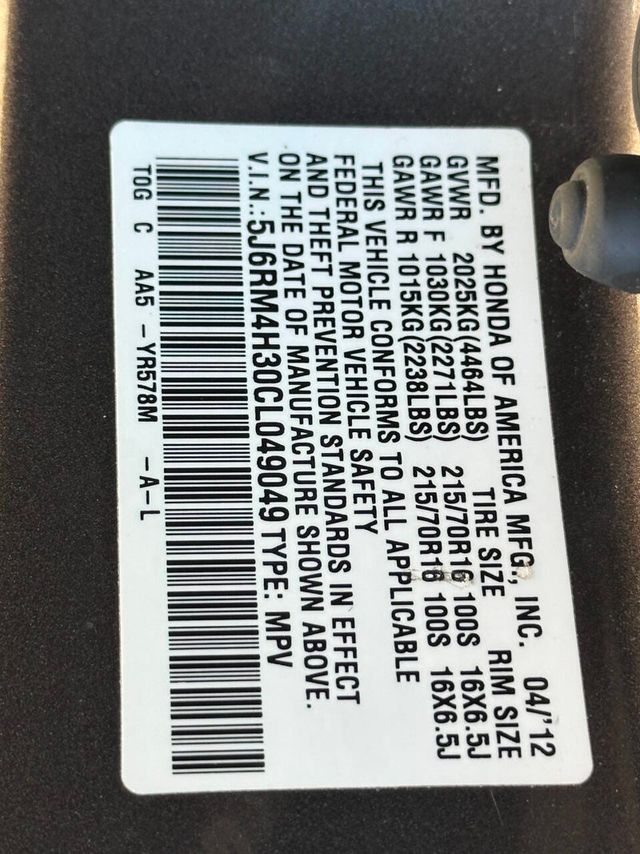 MFD. BY HONDA OF AMERICA MFG., INC. 04/'12
TIRE SIZE RIM SIZE
GVWR 2025KG(4464LBS)
GAWR F 1030KG(2271LBS) 215/70R16 100S 16X6.5J
GAWR R 1015KG(2238LBS) 215/70R16 100S 16X6.5J
THIS VEHICLE CONFORMS TO ALL APPLICABLE
FEDERAL MOTOR VEHICLE SAFETY
AND THEFT PREVENTION STANDARDS IN EFFECT
ON THE DATE OF MANUFACTURE SHOWN ABOVE.
V.I.N.:5J6RM4H30CL049049 TYPE: MPV
TOG C AA5 -YR578M -A-L